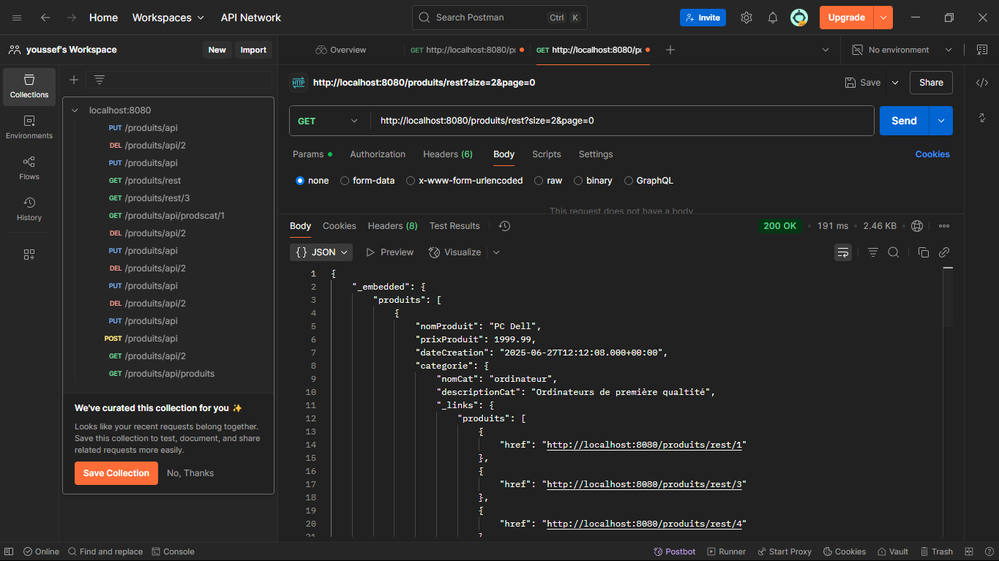 Home Workspaces API Network Search Postman Ctrl K Invite Upgrade
youssef's Workspace New Import Overview GET http://localhost:8080/p GET http://localhost:8080/p No environment
Collections
Environments
Flows
History
localhost:8080
PUT /produits/api
DEL /produits/api/2
PUT /produits/api
GET /produits/rest
GET /produits/rest/3
GET /produits/api/prodscat/1
DEL /produits/api/2
PUT /produits/api
DEL /produits/api/2
PUT /produits/api
DEL /produits/api/2
PUT /produits/api
POST /produits/api
GET /produits/api/2
GET /produits/api/produits
We've curated this collection for you ✨
Looks like your recent requests belong together.
Save this collection to test, document, and share
related requests more easily.
Save Collection No, Thanks
HTTP http://localhost:8080/produits/rest?size=2&page=0 Save Share
GET http://localhost:8080/produits/rest?size=2&page=0 Send
Params Authorization Headers (6) Body Scripts Settings Cookies
none form-data x-www-form-urlencoded raw binary GraphQL
This request does not have a body
Body Cookies Headers (8) Test Results 200 OK 191 ms 2.46 KB
{} JSON Preview Visualize
1 {
2 "_embedded": {
3 "produits": [
4 {
5 "nomProduit": "PC Dell",
6 "prixProduit": 1999.99,
7 "dateCreation": "2025-06-27T12:12:08.000+00:00",
8 "categorie": {
9 "nomCat": "ordinateur",
10 "descriptionCat": "Ordinateurs de première qualtité",
11 "_links": {
12 "produits": [
13 {
14 "href": "http://localhost:8080/produits/rest/1"
15 },
16 {
17 "href": "http://localhost:8080/produits/rest/3"
18 },
19 {
20 "href": "http://localhost:8080/produits/rest/4"
21 }
Online Find and replace Console Postbot Runner Start Proxy Cookies Vault Trash